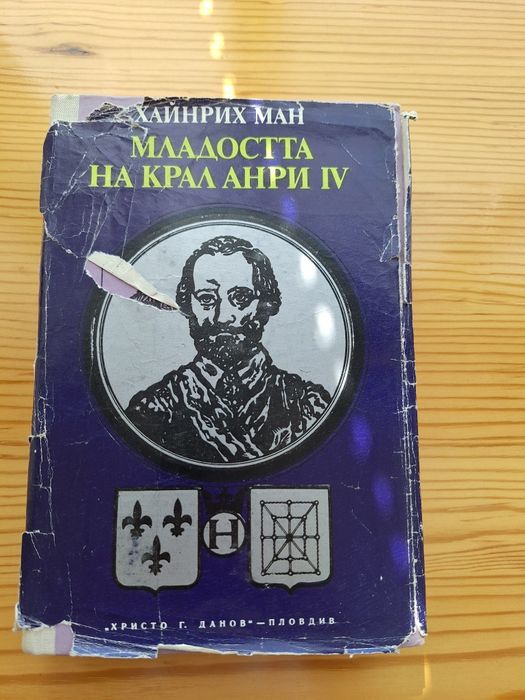 ХАЙНРИХ МАН
МЛАДОСТТА
НА КРАЛ АНРИ IV
H
„ХРИСТО Г. ДАНОВ" — ПЛОВДИВ